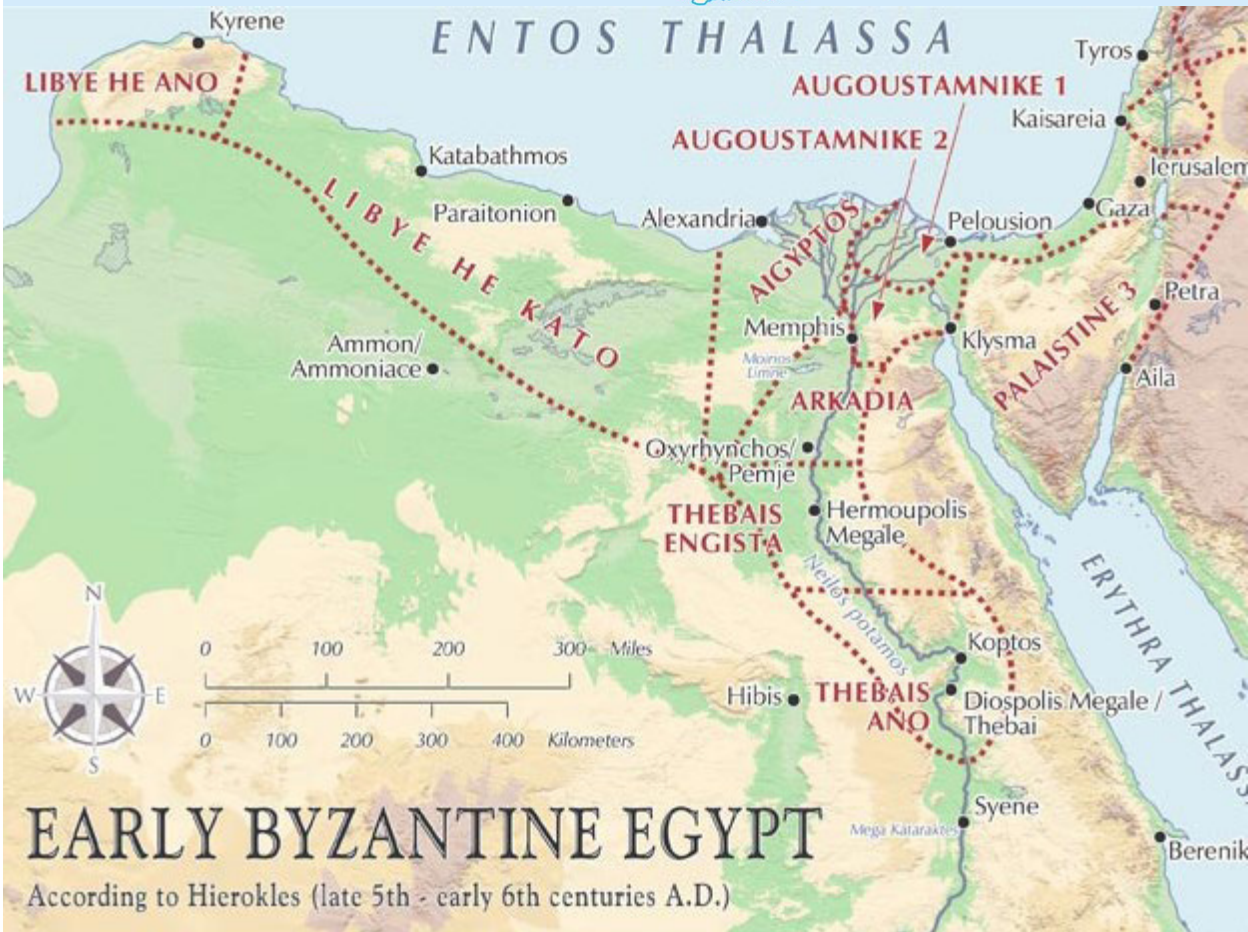 Kyrene
ENTOS THALASSA
Tyros
LIBYE HE ANO
AUGOUSTAMNIKE 1
Kaisareia
AUGOUSTAMNIKE 2
Katabathmos
Ierusalem
Paraitonion
Alexandria
Gaza
Pelousion
LIBYE HE KATO
AIGYPTOS
Petra
Memphis
Klysma
PALAISTINE 3
Ammon/
Ammoniace
Moirios
Limne
Aila
ARKADIA
Oxyrhynchos/
Pemje
THEBAIS
ENGISTA
Hermoupolis
Megale
Neilos potamos
ERYTHRA THALASS
N
W
E
S
0 100 200 300 Miles
0 100 200 300 400 Kilometers
Koptos
Hibis
THEBAIS
ANO
Diospolis Megale /
Thebai
Syene
Mega Kataraktes
Berenik
EARLY BYZANTINE EGYPT
According to Hierokles (late 5th - early 6th centuries A.D.)